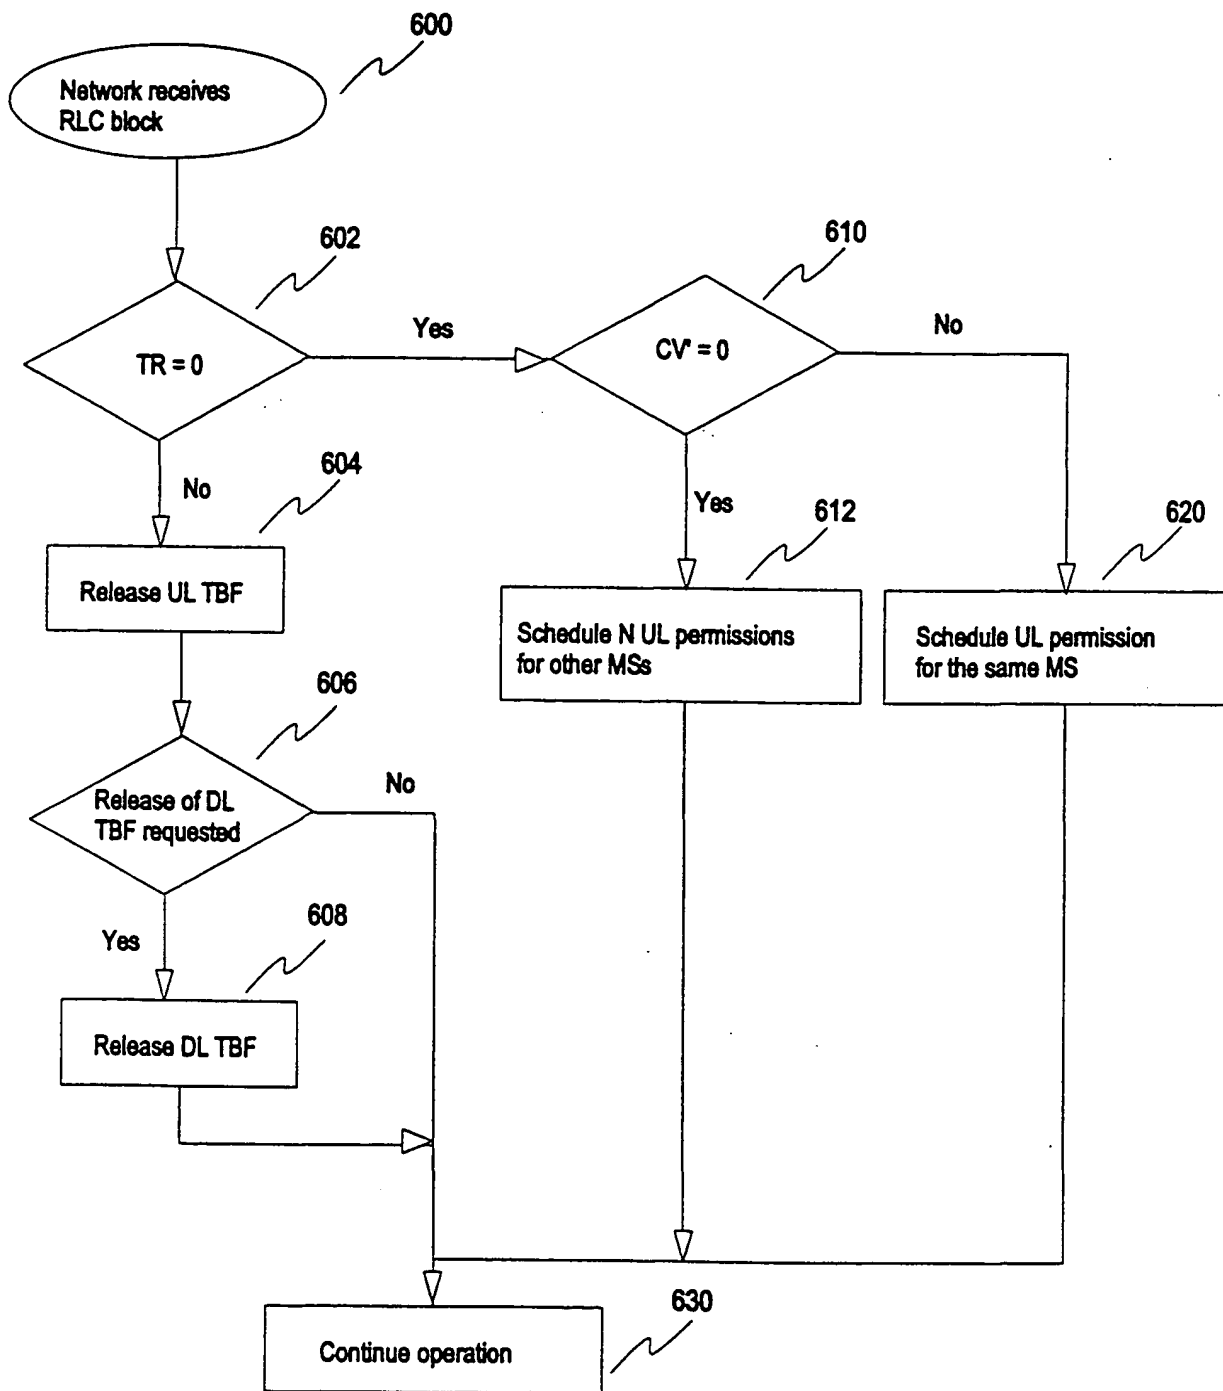 600
Network receives
RLC block
602
TR = 0
Yes
610
CV' = 0
No
No
604
Release UL TBF
Yes
612
Schedule N UL permissions
for other MSs
620
Schedule UL permission
for the same MS
606
Release of DL
TBF requested
No
Yes
608
Release DL TBF
630
Continue operation